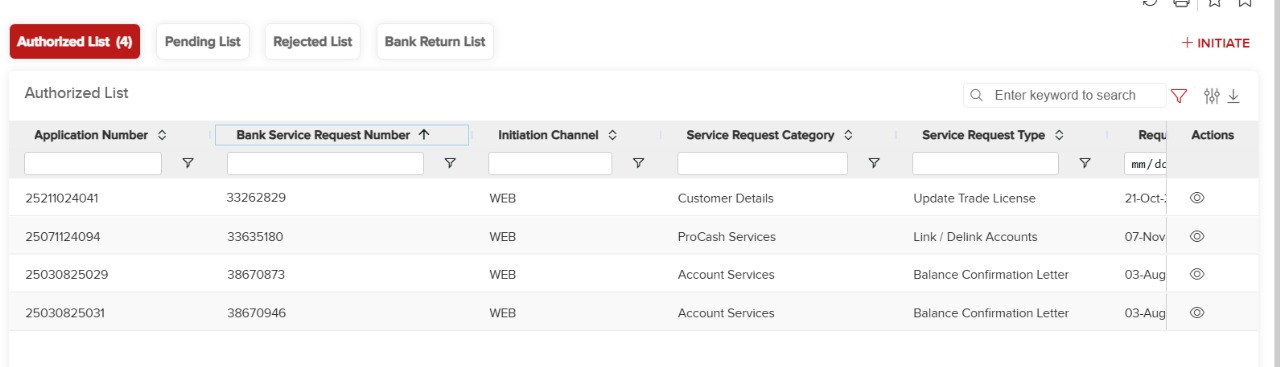 Authorized List (4) Pending List Rejected List Bank Return List INITIATE
Authorized List Enter keyword to search
Application Number Bank Service Request Number Initiation Channel Service Request Category Service Request Type Requ Actions
mm/dd
25211024041 33262829 WEB Customer Details Update Trade License 21-Oct-
25071124094 33635180 WEB ProCash Services Link / Delink Accounts 07-Nov
25030825029 38670873 WEB Account Services Balance Confirmation Letter 03-Aug
25030825031 38670946 WEB Account Services Balance Confirmation Letter 03-Aug